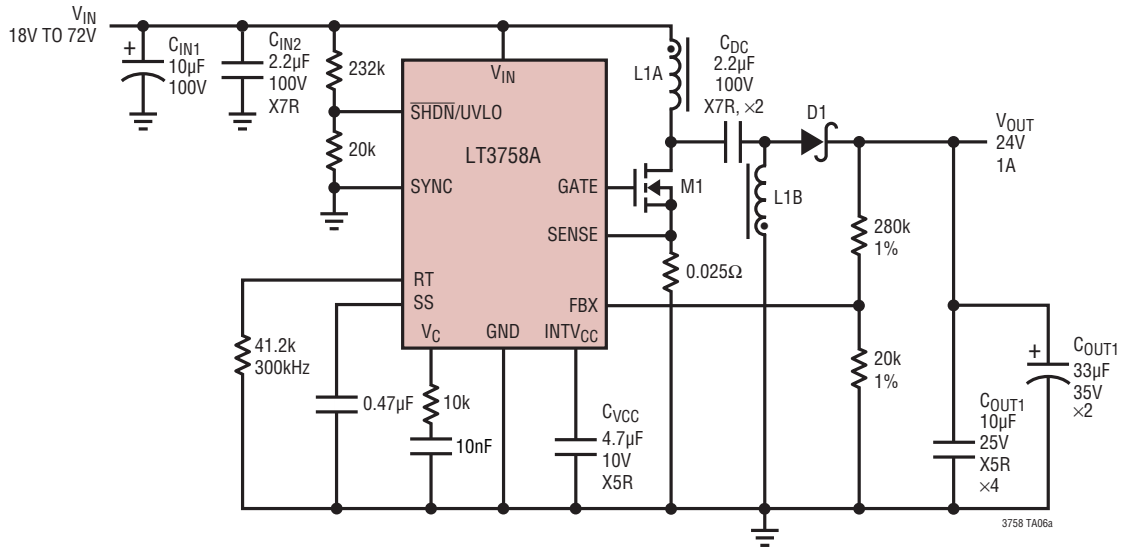 VIN
18V TO 72V
CIN1
10µF
100V
CIN2
2.2µF
100V
X7R
232k
20k
VIN
SHDN/UVLO
LT3758A
SYNC
GATE
SENSE
RT
SS
FBX
VC
GND
INTVCC
L1A
CDC
2.2µF
100V
X7R, ×2
D1
VOUT
24V
1A
M1
L1B
280k
1%
0.025Ω
41.2k
300kHz
0.47µF
10k
10nF
CVCC
4.7µF
10V
X5R
20k
1%
COUT1
10µF
25V
X5R
×4
COUT1
33µF
35V
×2
+
+
3758 TA06a